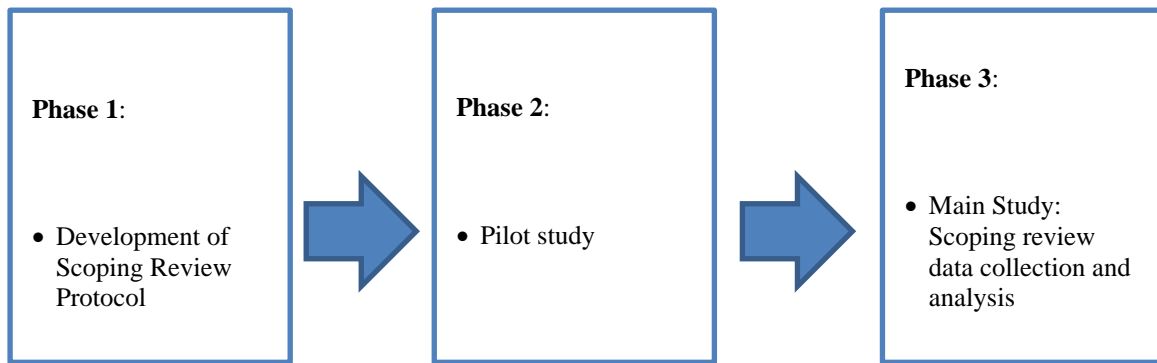 Phase 1:
• Development of
Scoping Review
Protocol
Phase 2:
• Pilot study
Phase 3:
• Main Study:
Scoping review
data collection and
analysis